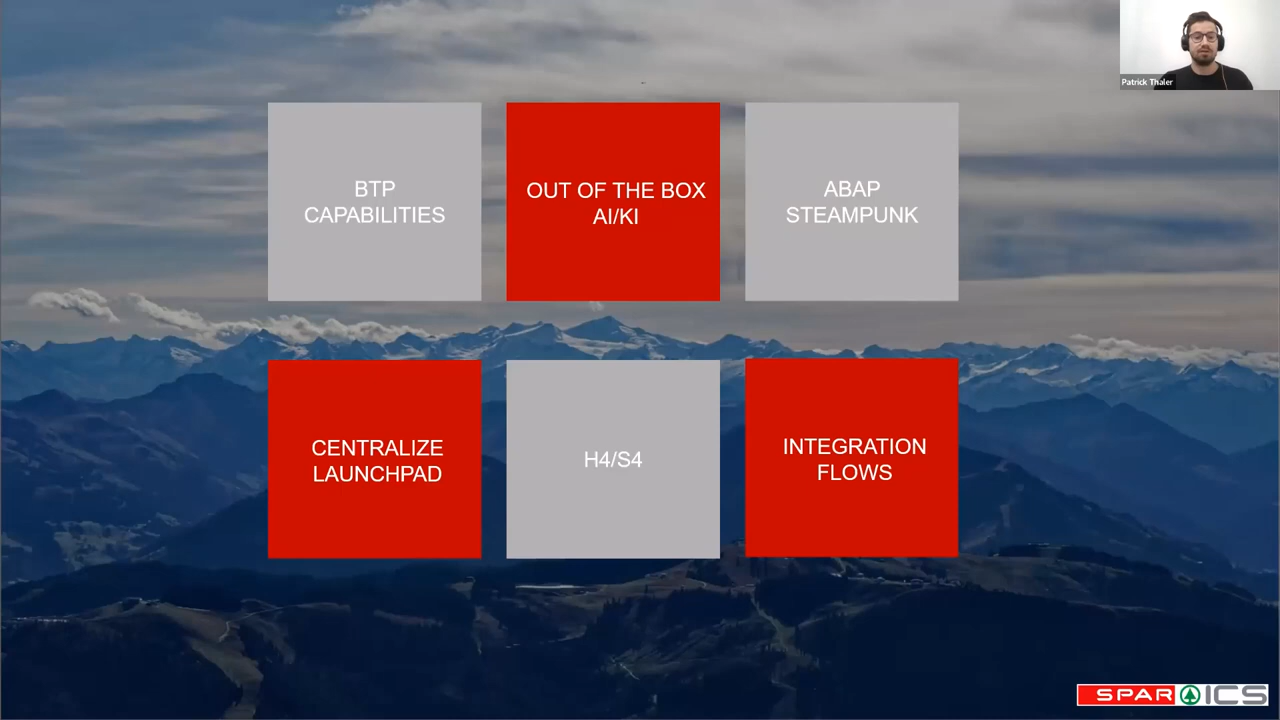 Patrick Thaler
BTP
CAPABILITIES
OUT OF THE BOX
AI/KI
ABAP
STEAMPUNK
CENTRALIZE
LAUNCHPAD
H4/S4
INTEGRATION
FLOWS
SPAR ICS